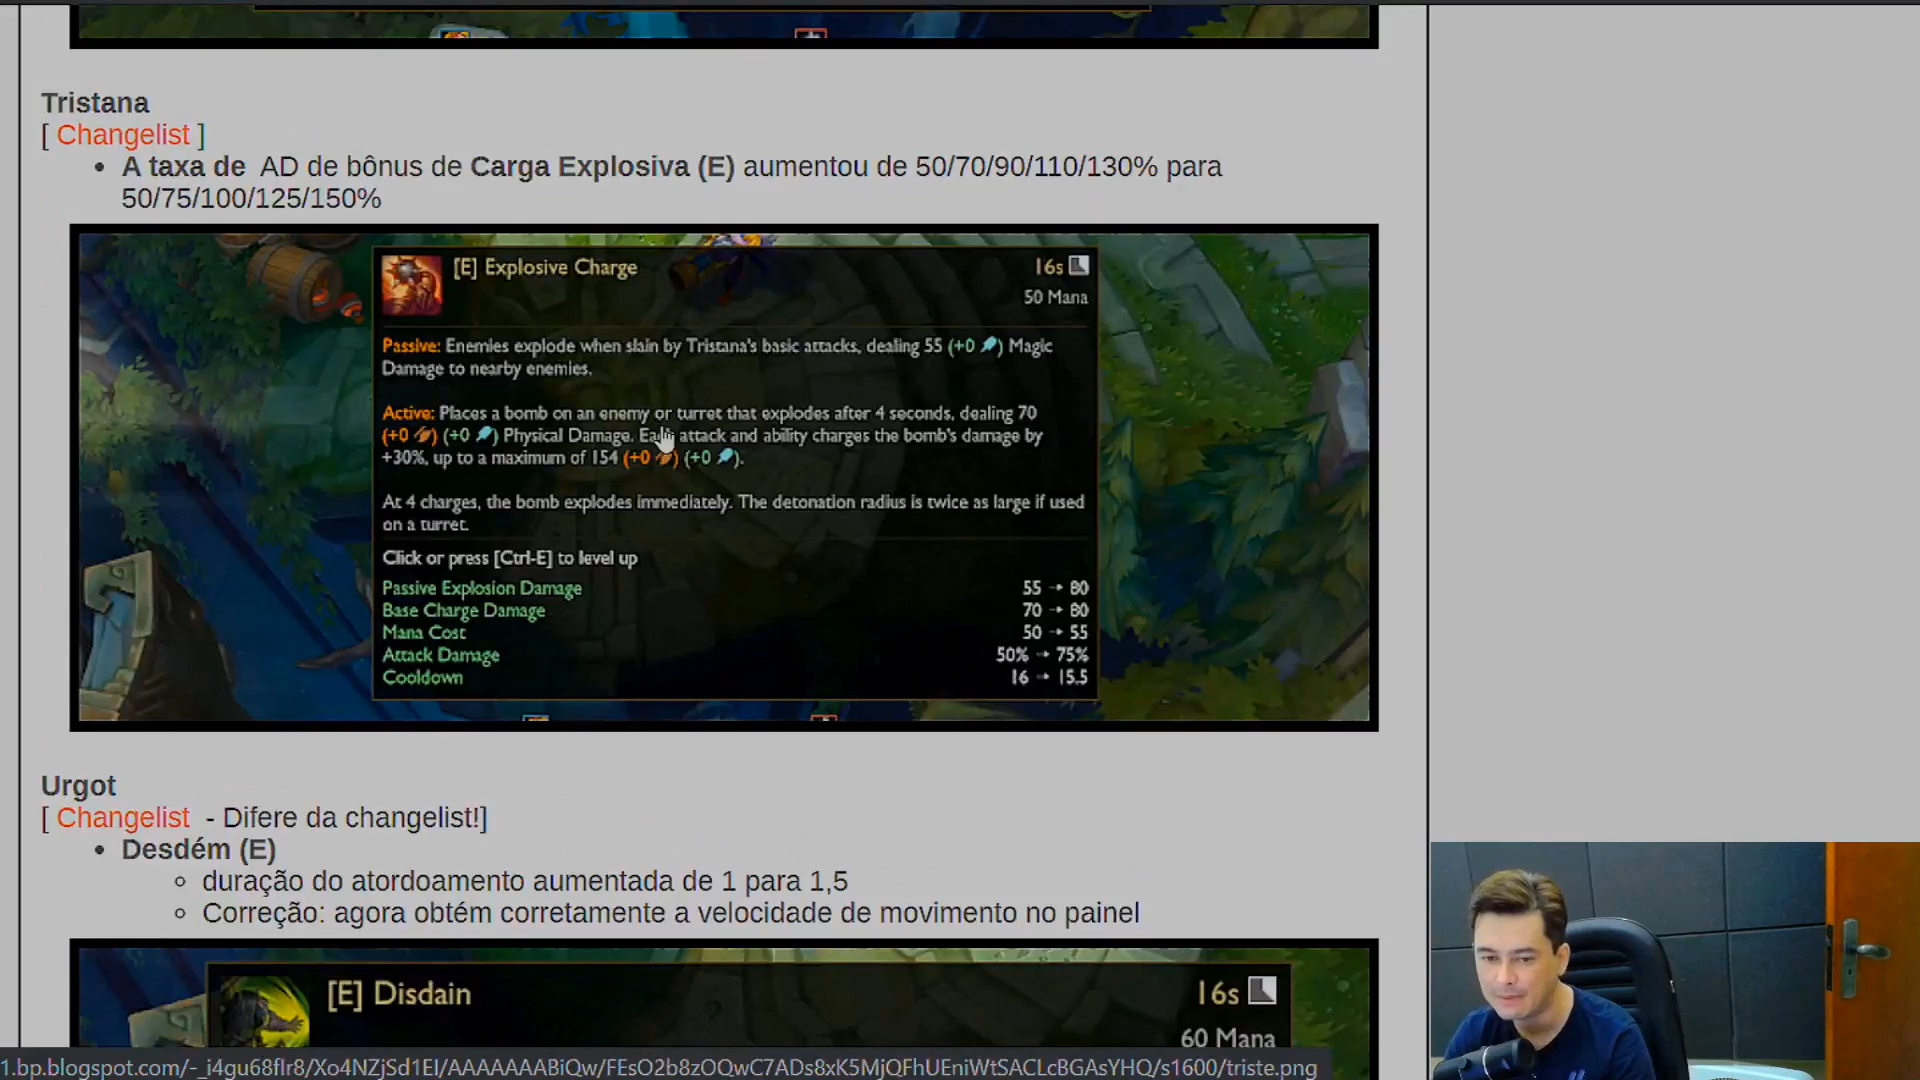 Tristana
[ Changelist ]
• A taxa de AD de bônus de Carga Explosiva (E) aumentou de 50/70/90/110/130% para
50/75/100/125/150%
[E] Explosive Charge
16s
50 Mana
Passive: Enemies explode when slain by Tristana's basic attacks, dealing 55 (+0 ) Magic
Damage to nearby enemies.
Active: Places a bomb on an enemy or turret that explodes after 4 seconds, dealing 70
(+0 ) (+0 ) Physical Damage. Each attack and ability charges the bomb's damage by
+30%, up to a maximum of 154 (+0 ) (+0 ).
At 4 charges, the bomb explodes immediately. The detonation radius is twice as large if used
on a turret.
Click or press [Ctrl-E] to level up
Passive Explosion Damage 55 → 80
Base Charge Damage 70 → 80
Mana Cost 50 → 55
Attack Damage 50% → 75%
Cooldown 16 → 15.5
Urgot
[ Changelist - Difere da changelist!]
• Desdém (E)
○ duração do atordoamento aumentada de 1 para 1,5
○ Correção: agora obtém corretamente a velocidade de movimento no painel
[E] Disdain
16s
60 Mana
1.bp.blogspot.com/-_i4gu68fIr8/Xo4NZjSd1EI/AAAAAAABiQw/FEsO2b8zOQwC7ADs8xK5MjQFhUEniWtSACLcBGAsYHQ/s1600/triste.png